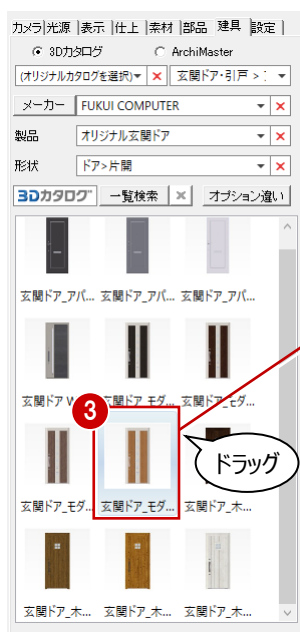 カメラ 光源 表示 仕上 素材 部品 建具 設定
3Dカタログ ArchiMaster
(オリジナルカタログを選択) 玄関ドア・引戸 >
メーカー FUKUI COMPUTER
製品 オリジナル玄関ドア
形状 ドア>片開
3Dカタログ 一覧検索 オプション違い
玄関ドア_アパ... 玄関ドア_アパ... 玄関ドア_アパ...
玄関ドア W 玄関ドア_モダ... 玄関ドア_モダ...
3
ドラッグ
玄関ドア_モダ... 玄関ドア_モダ... 玄関ドア_木...
玄関ドア_木... 玄関ドア_木... 玄関ドア_木...